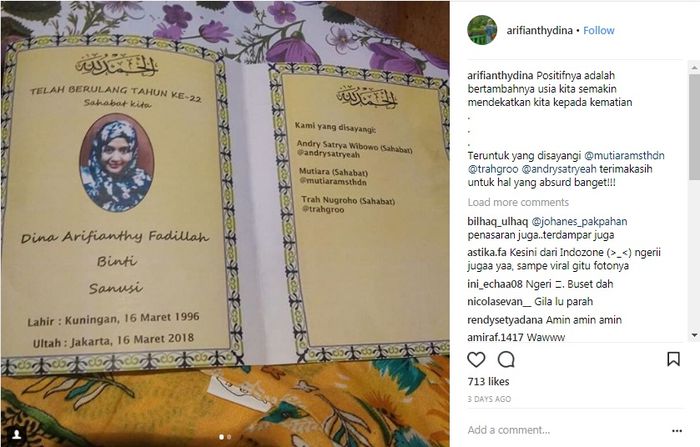 الحمد لله
TELAH BERULANG TAHUN KE-22
Sahabat kita
Dina Arifianthy Fadillah
Binti
Sanusi
Lahir : Kuningan, 16 Maret 1996
Ultah : Jakarta, 16 Maret 2018
الحمد لله
Kami yang disayangi:
Andry Satrya Wibowo (Sahabat)
@andrysatryeah
Mutiara (Sahabat)
@mutiaramsthdn
Trah Nugroho (Sahabat)
@trahgroo
arifianthydina • Follow
arifianthydina Positifnya adalah
bertambahnya usia kita semakin
mendekatkan kita kepada kematian
.
.
.
Teruntuk yang disayangi @mutiaramsthdn
@trahgroo @andrysatryeah terimakasih
untuk hal yang absurd banget!!!
Load more comments
bilhaq_ulhaq @johanes_pakpahan
penasaran juga..terdampar juga
astika.fa Kesini dari Indozone (>_<) ngerii
jugaa yaa, sampe viral gitu fotonya
ini_echaa08 Ngeri. Buset dah
nicolasevan__ Gila lu parah
rendysetyadana Amin amin amin
amiraf.1417 Wawww
713 likes
3 DAYS AGO
Add a comment...